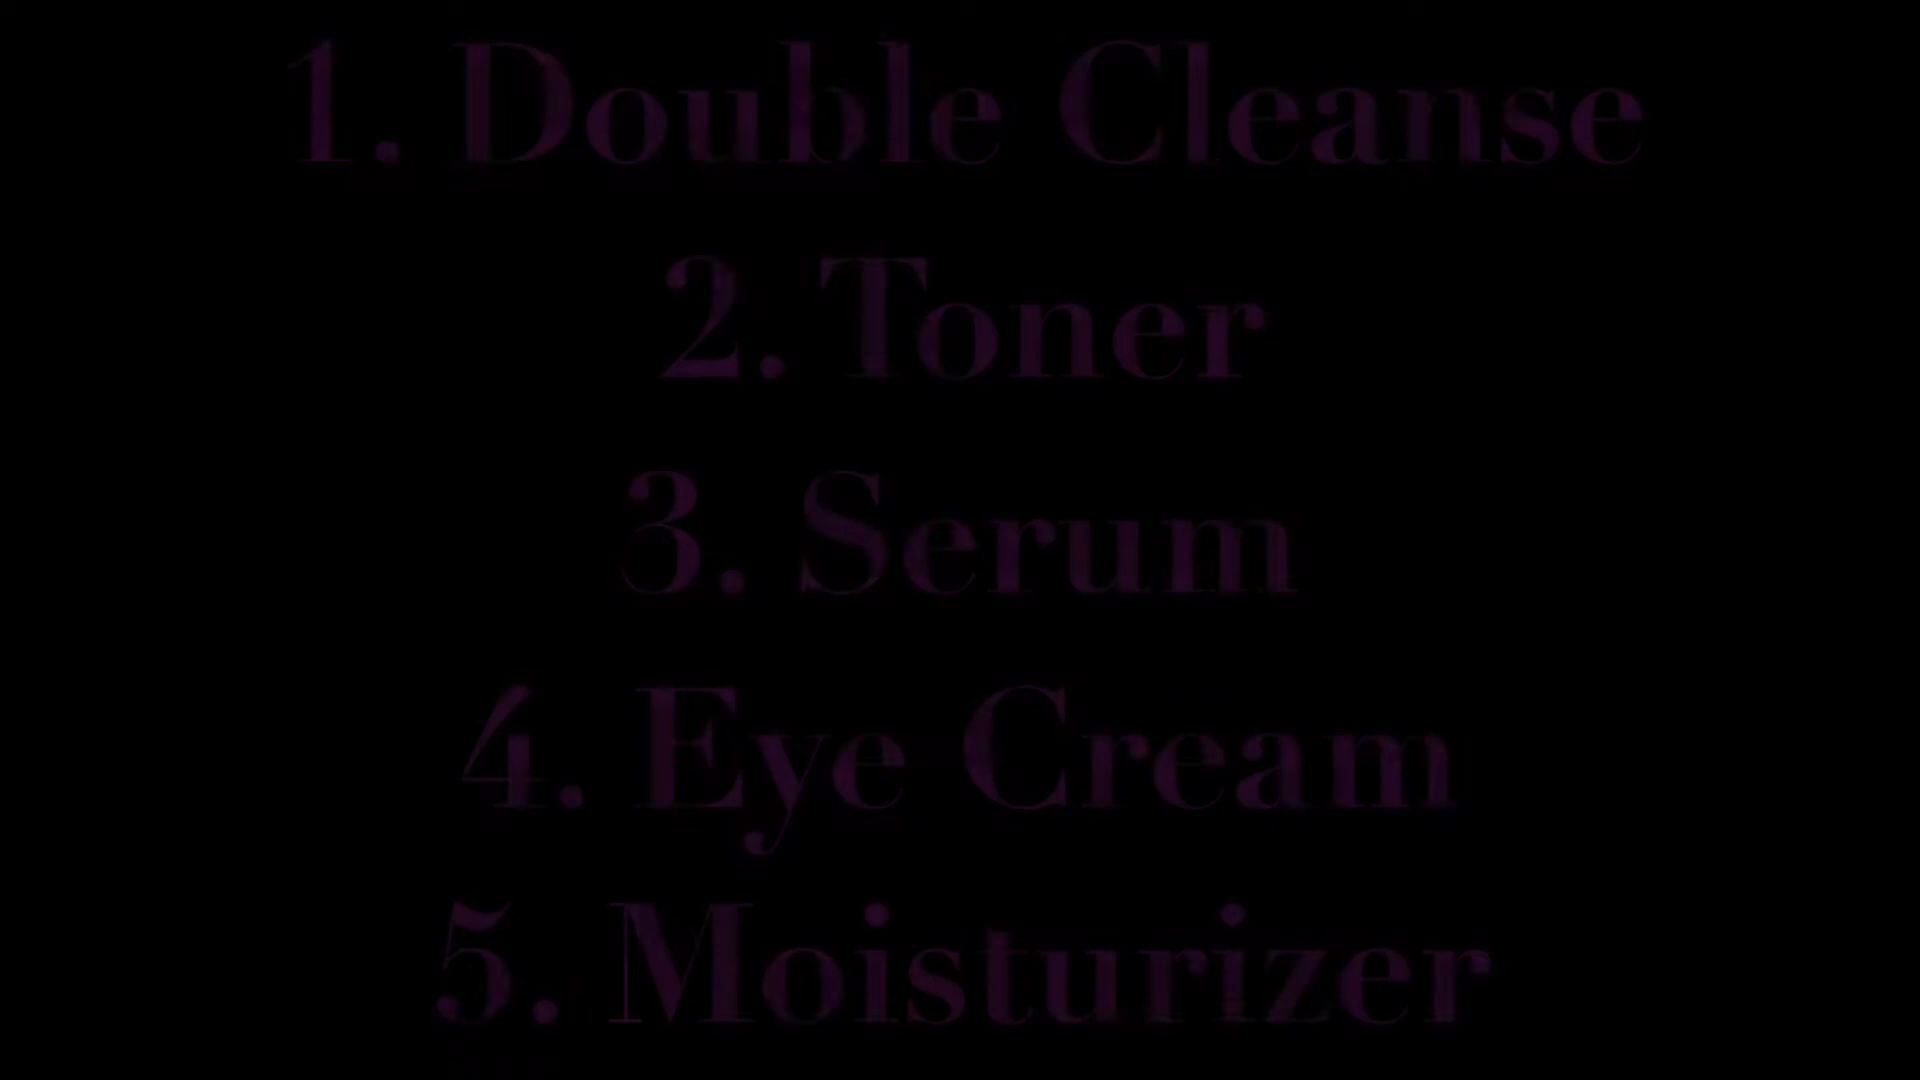 1. Double Cleanse
2. Toner
3. Serum
4. Eye Cream
5. Moisturizer